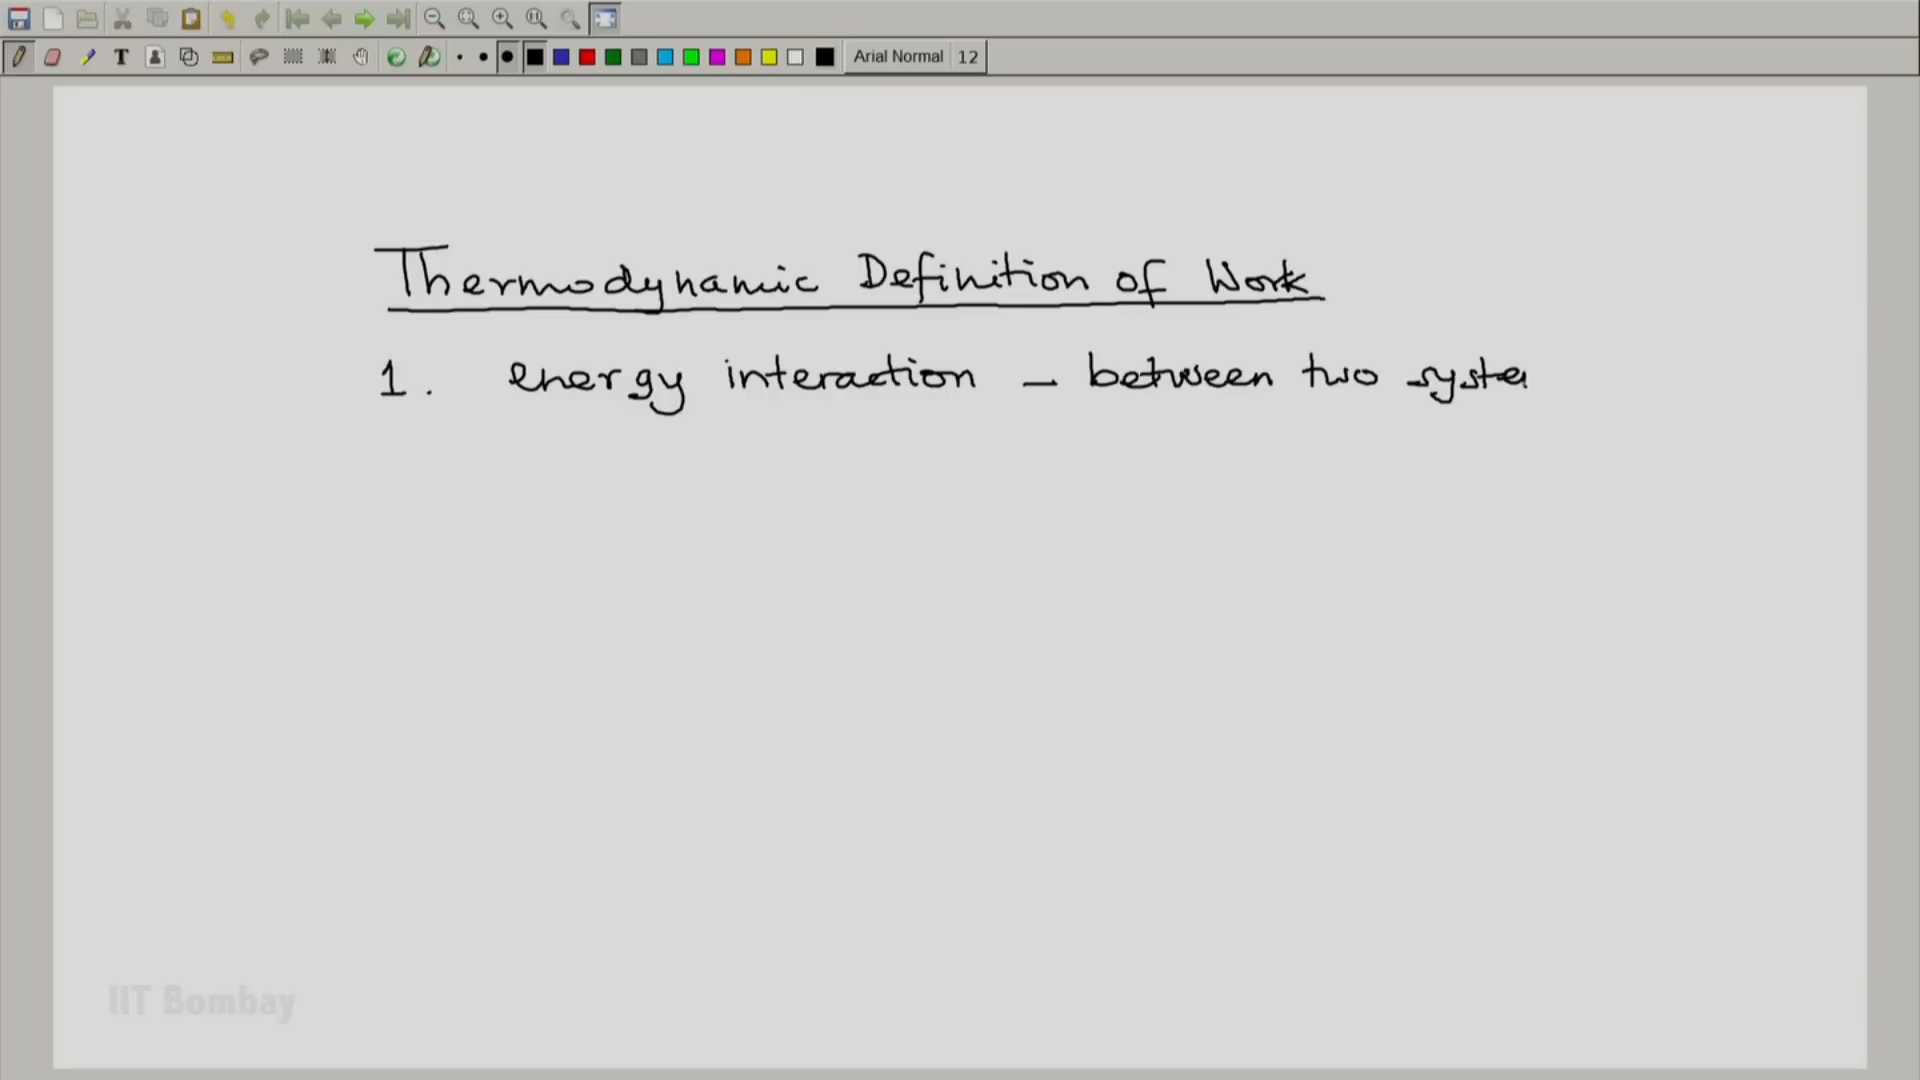 Arial Normal 12
Thermodynamic Definition of Work
1. energy interaction – between two syste
IIT Bombay